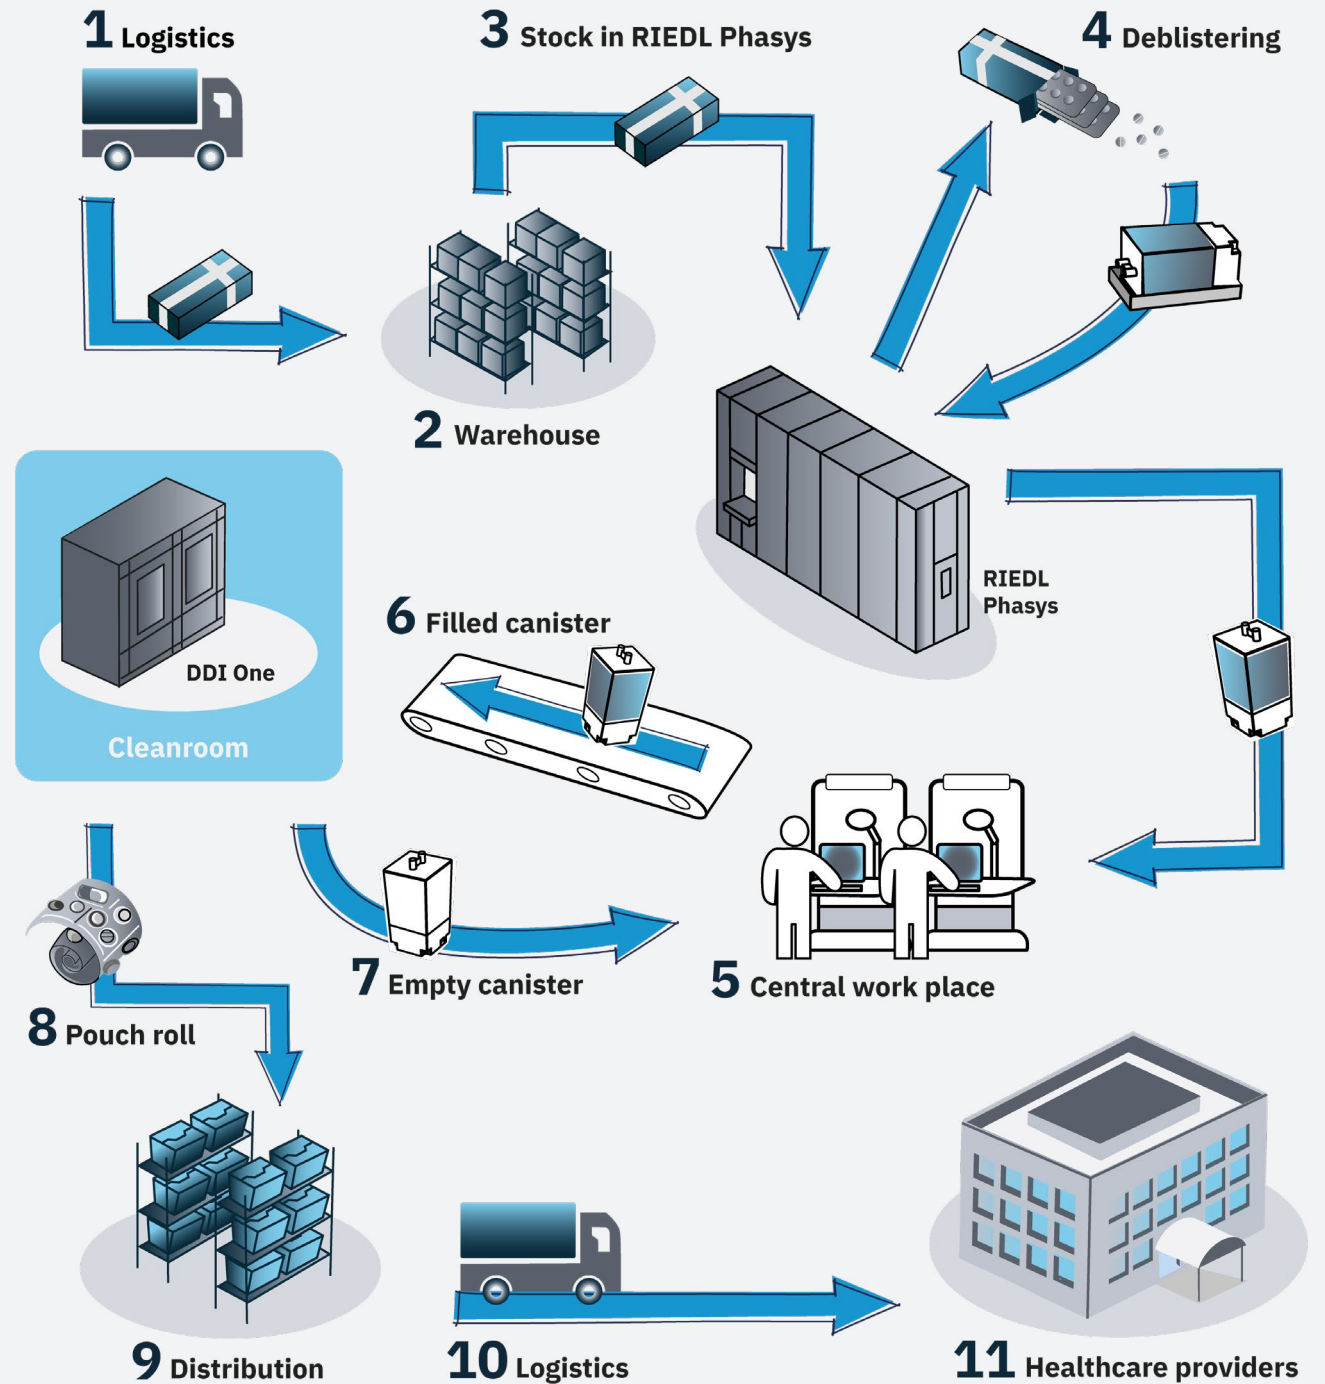 1 Logistics
3 Stock in RIEDL Phasys
4 Deblistering
2 Warehouse
RIEDL
Phasys
DDI One
Cleanroom
6 Filled canister
7 Empty canister
5 Central work place
8 Pouch roll
9 Distribution
10 Logistics
11 Healthcare providers